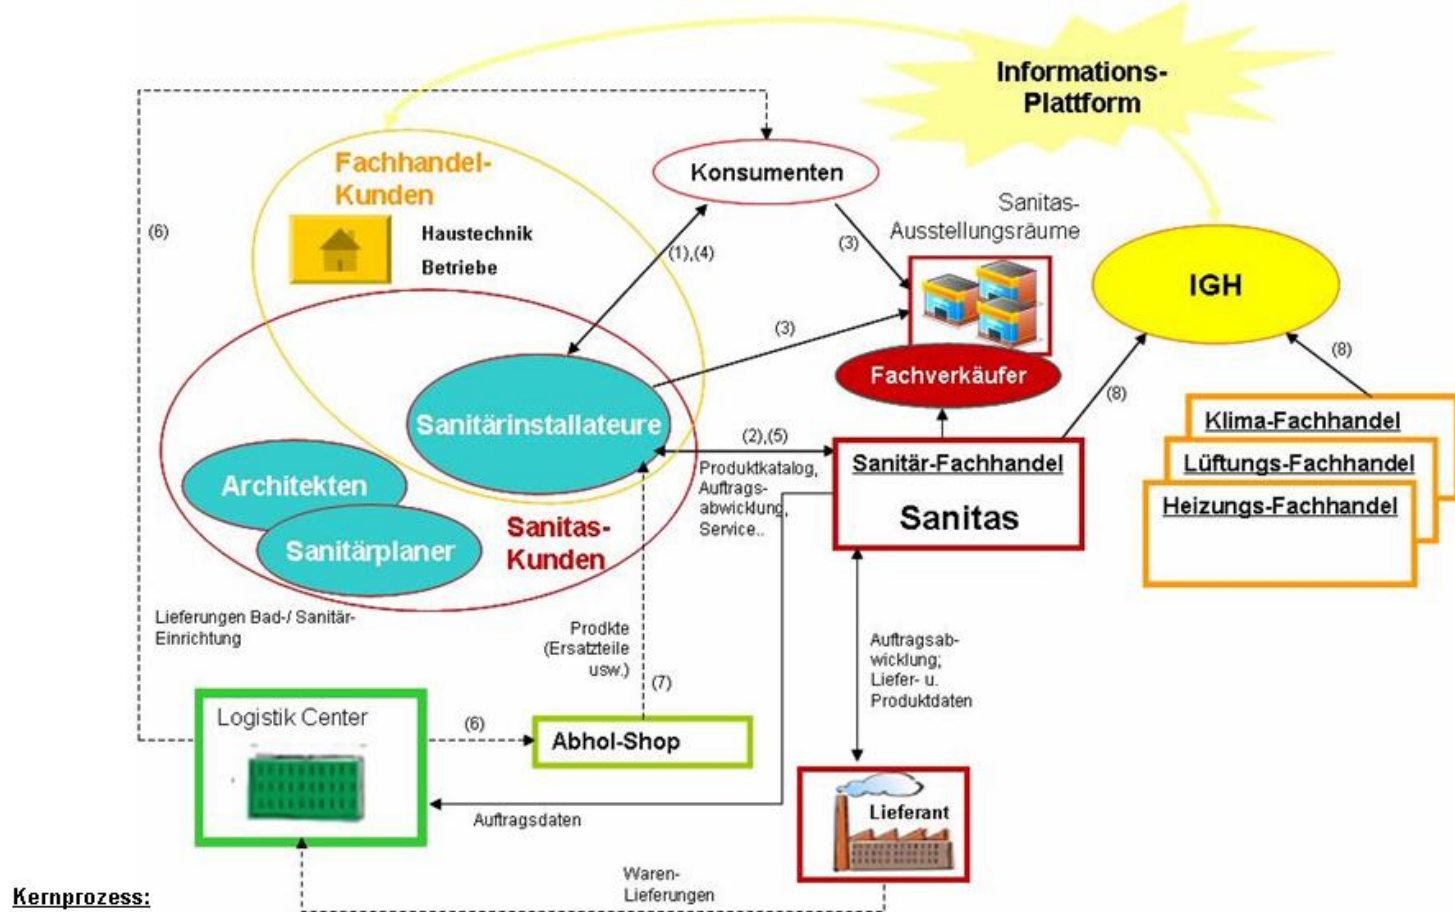 Informations-
Plattform
Fachhandel-
Kunden
Konsumenten
Sanitas-
Ausstellungsräume
(6)
Haustechnik
Betriebe
(1),(4)
(3)
IGH
(3)
(8)
(8)
Fachverkäufer
Sanitärinstallateure
(2),(5)
Klima-Fachhandel
Produktkatalog,
Auftrags-
abwicklung,
Service..
Sanitär-Fachhandel
Sanitas
Lüftungs-Fachhandel
Heizungs-Fachhandel
Architekten
Sanitärplaner
Sanitas-
Kunden
Lieferungen Bad-/ Sanitär-
Einrichtung
Prodkte
(Ersatzteile
usw.)
(7)
Auftragsab-
wicklung;
Liefer- u.
Produktdaten
Logistik Center
(6)
Abhol-Shop
Auftragsdaten
Lieferant
Waren-
Lieferungen
Kernprozess: